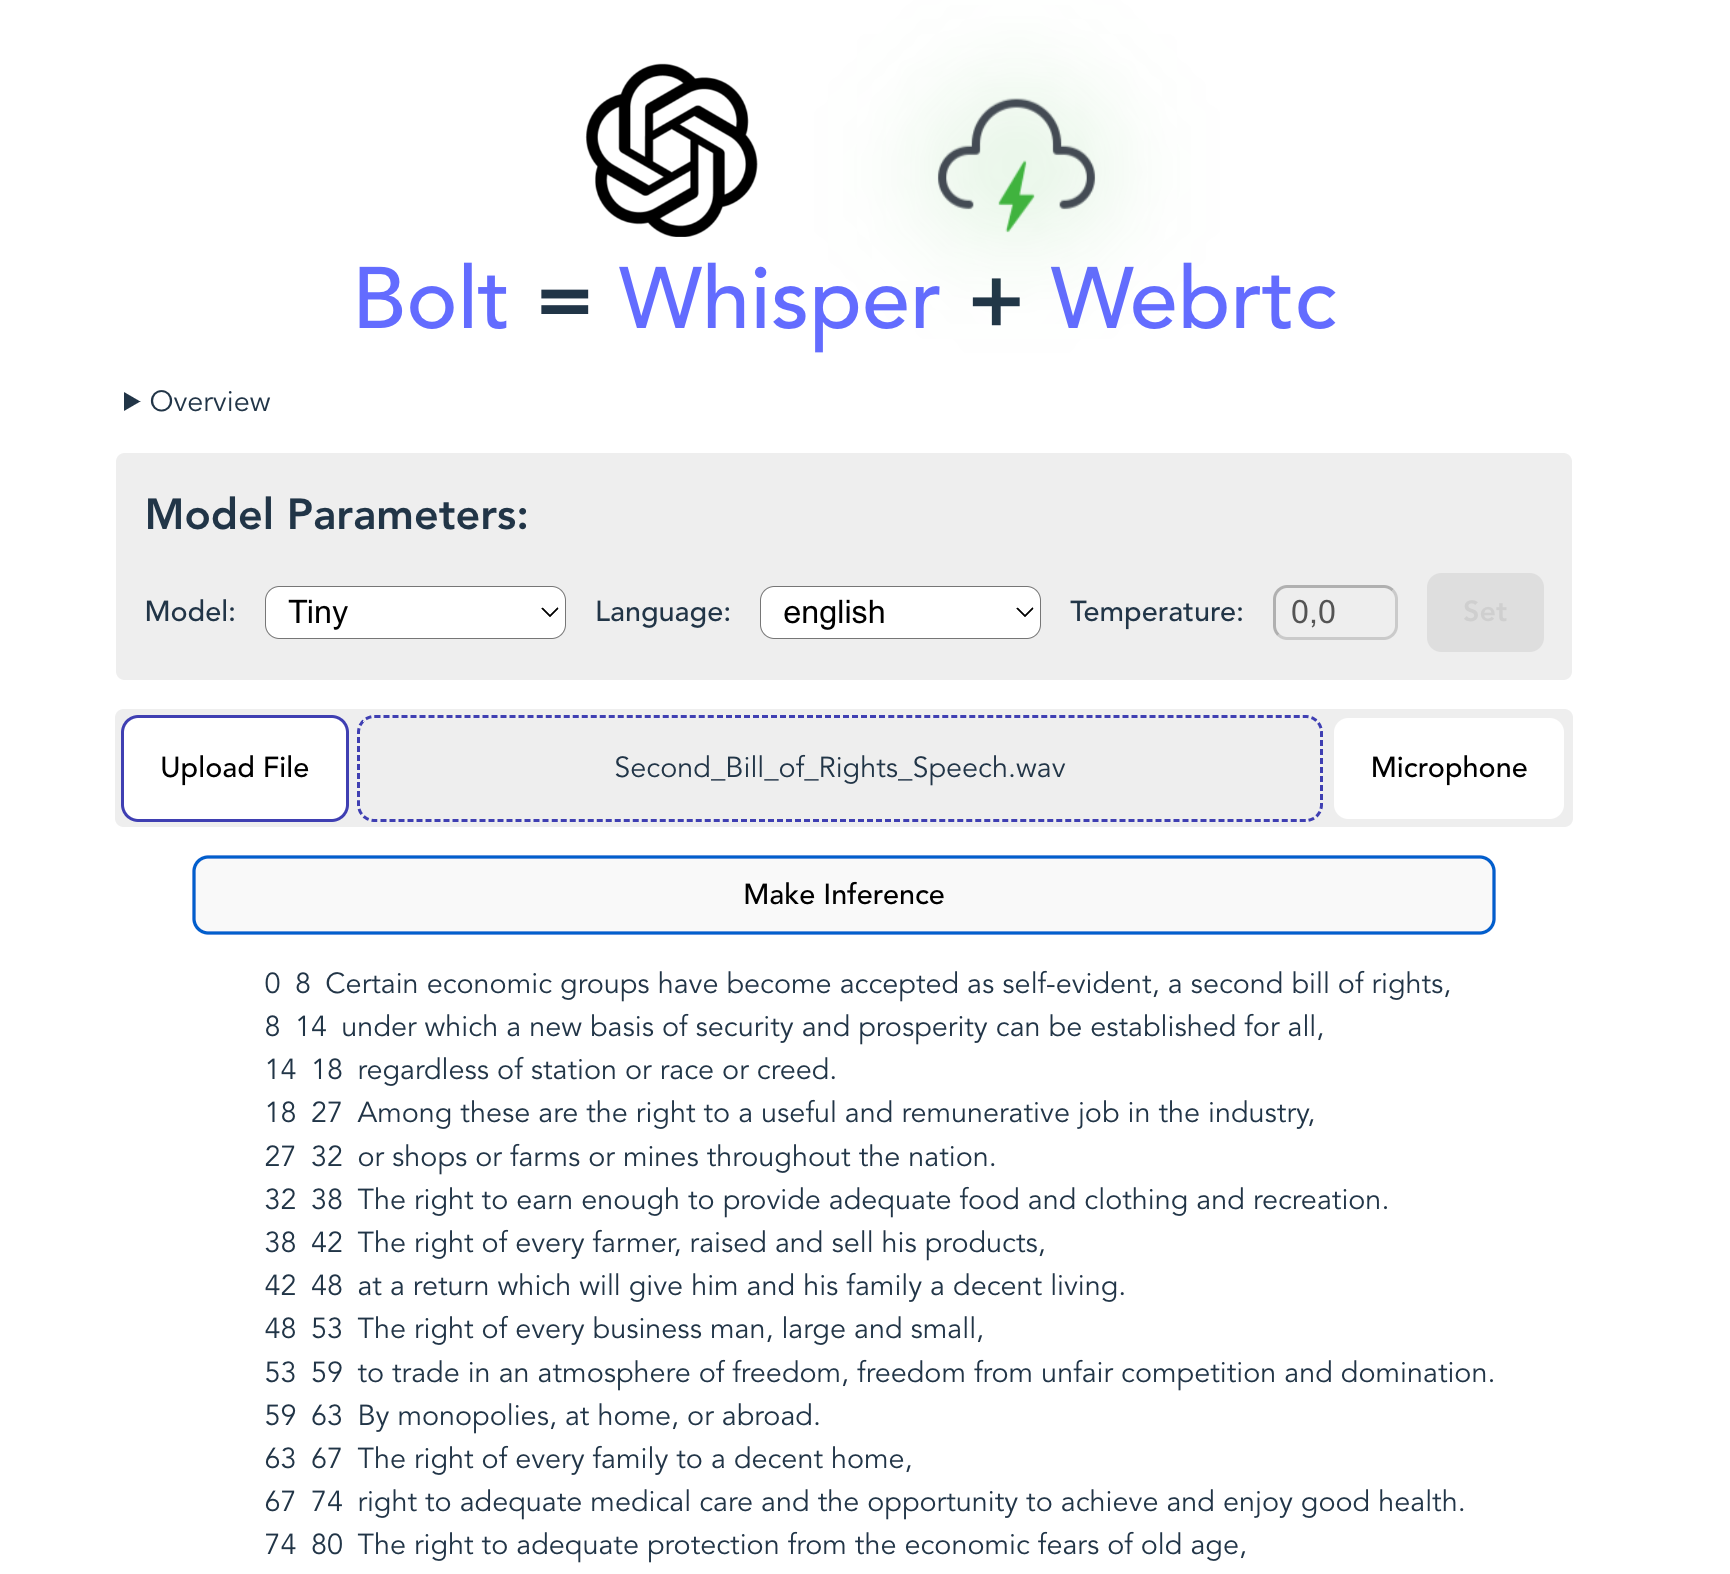 Bolt = Whisper + Webrtc
▶ Overview
Model Parameters:
Model: Tiny Language: english Temperature: 0,0 Set
Upload File Second_Bill_of_Rights_Speech.wav Microphone
Make Inference
0 8 Certain economic groups have become accepted as self-evident, a second bill of rights,
8 14 under which a new basis of security and prosperity can be established for all,
14 18 regardless of station or race or creed.
18 27 Among these are the right to a useful and remunerative job in the industry,
27 32 or shops or farms or mines throughout the nation.
32 38 The right to earn enough to provide adequate food and clothing and recreation.
38 42 The right of every farmer, raised and sell his products,
42 48 at a return which will give him and his family a decent living.
48 53 The right of every business man, large and small,
53 59 to trade in an atmosphere of freedom, freedom from unfair competition and domination.
59 63 By monopolies, at home, or abroad.
63 67 The right of every family to a decent home,
67 74 right to adequate medical care and the opportunity to achieve and enjoy good health.
74 80 The right to adequate protection from the economic fears of old age,